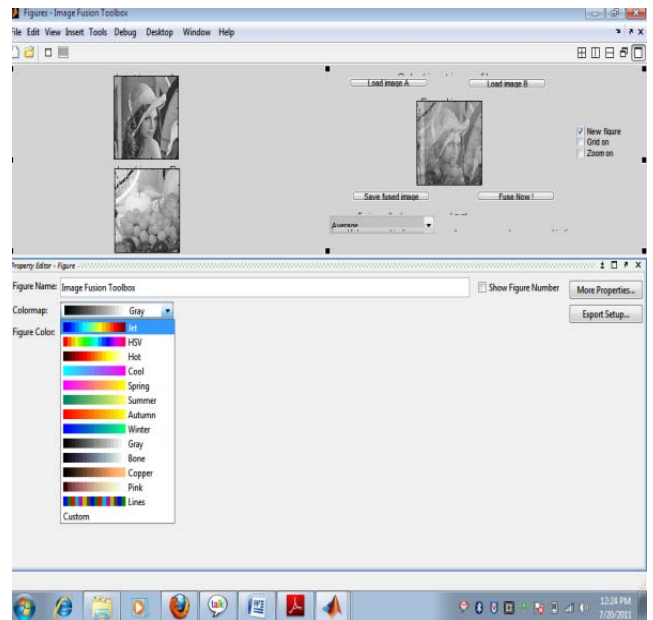 Figures - Image Fusion Toolbox
File Edit View Insert Tools Debug Desktop Window Help
Load image A
Load image B
New figure
Grid on
Zoom on
Save fused image
Fuse Now !
Average
Property Editor - Figure
Figure Name: Image Fusion Toolbox
Show Figure Number
More Properties...
Colormap: Gray
Export Setup...
Figure Color:
Jet
HSV
Hot
Cool
Spring
Summer
Autumn
Winter
Gray
Bone
Copper
Pink
Lines
Custom
talk
12:24 PM
7/20/2011